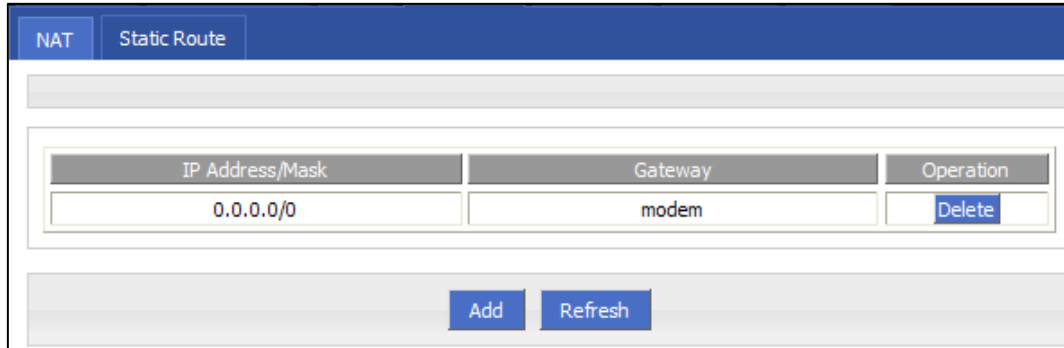 NAT Static Route
IP Address/Mask Gateway Operation
0.0.0.0/0 modem Delete
Add Refresh